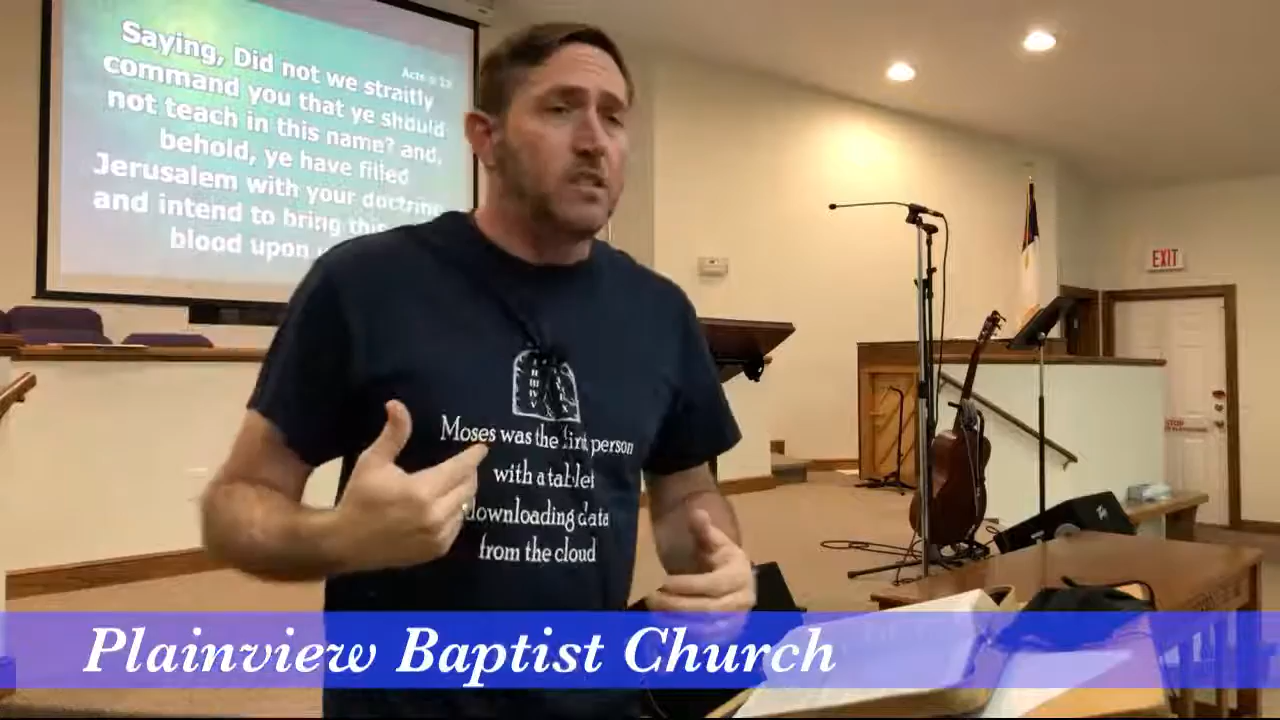 Acts 5:28
Saying, Did not we straitly
command you that ye should
not teach in this name? and,
behold, ye have filled
Jerusalem with your doctrine,
and intend to bring this
blood upon
Moses was the first person
with a tablet
downloading data
from the cloud
EXIT
STOP
Plainview Baptist Church